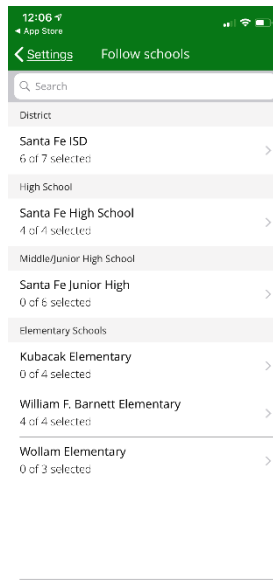 12:06
App Store
Settings
Follow schools
Search
District
Santa Fe ISD
6 of 7 selected
High School
Santa Fe High School
4 of 4 selected
Middle/Junior High School
Santa Fe Junior High
0 of 6 selected
Elementary Schools
Kubacak Elementary
0 of 4 selected
William F. Barnett Elementary
4 of 4 selected
Wollam Elementary
0 of 3 selected